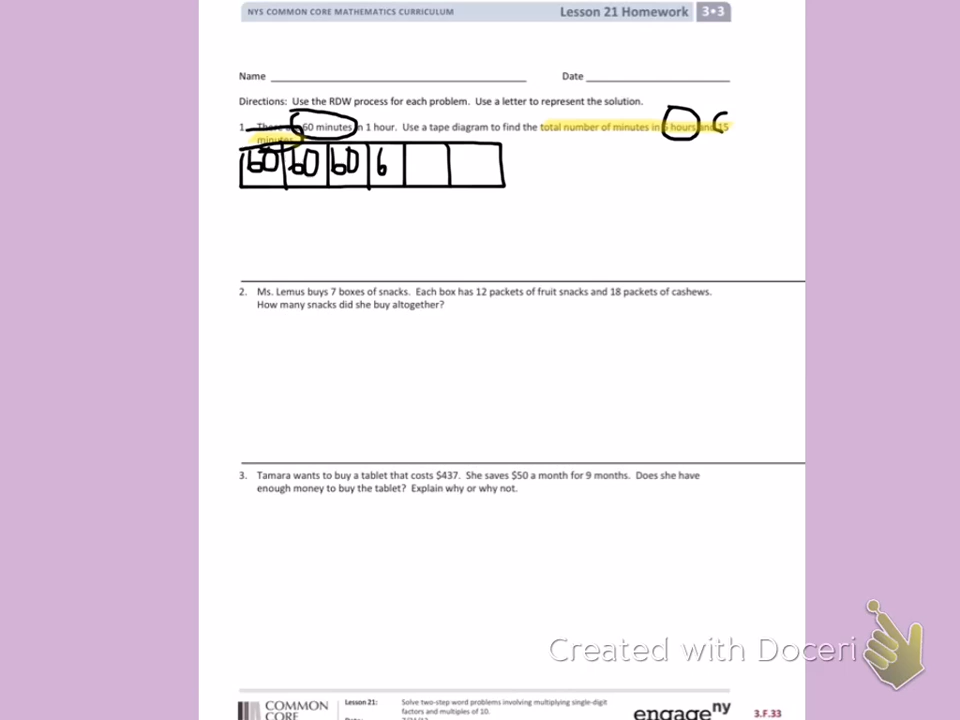 NYS COMMON CORE MATHEMATICS CURRICULUM Lesson 21 Homework 3•3
Name Date
Directions: Use the RDW process for each problem. Use a letter to represent the solution.
1. There 60 minutes in 1 hour. Use a tape diagram to find the total number of minutes in 6 hours and 15
minutes.
60 60 60 6
2. Ms. Lemus buys 7 boxes of snacks. Each box has 12 packets of fruit snacks and 18 packets of cashews.
How many snacks did she buy altogether?
3. Tamara wants to buy a tablet that costs $437. She saves $50 a month for 9 months. Does she have
enough money to buy the tablet? Explain why or why not.
Created with Doceri
COMMON
CORE
Lesson 21:
Solve two-step word problems involving multiplying single-digit
factors and multiples of 10.
engage ny
3.F.33